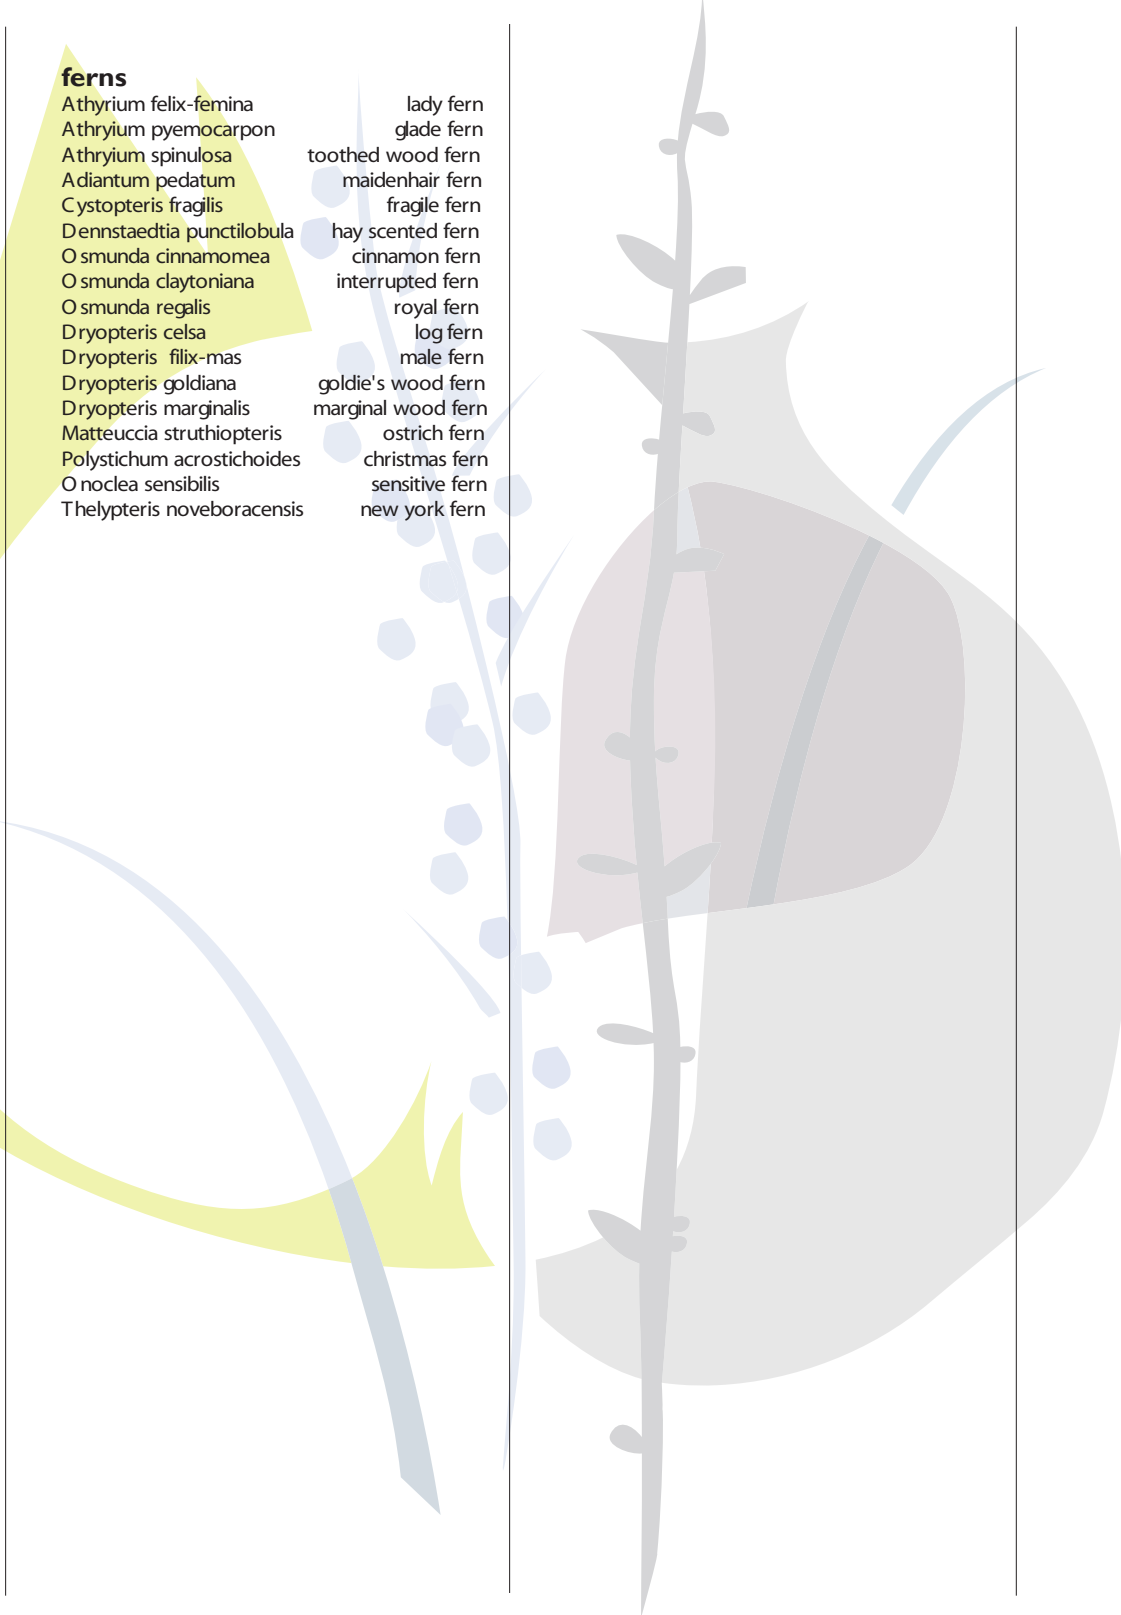 ferns
Athyrium felix-femina lady fern
Athryium pyemocarpon glade fern
Athryium spinulosa toothed wood fern
Adiantum pedatum maidenhair fern
Cystopteris fragilis fragile fern
Dennstaedtia punctilobula hay scented fern
Osmunda cinnamomea cinnamon fern
Osmunda claytoniana interrupted fern
Osmunda regalis royal fern
Dryopteris celsa log fern
Dryopteris filix-mas male fern
Dryopteris goldiana goldie's wood fern
Dryopteris marginalis marginal wood fern
Matteuccia struthiopteris ostrich fern
Polystichum acrostichoides christmas fern
Onoclea sensibilis sensitive fern
Thelypteris noveboracensis new york fern